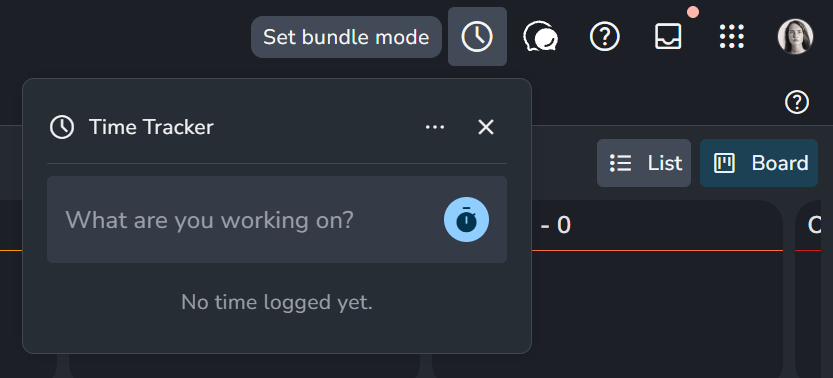 Set bundle mode
Time Tracker
List
Board
What are you working on?
- 0
No time logged yet.